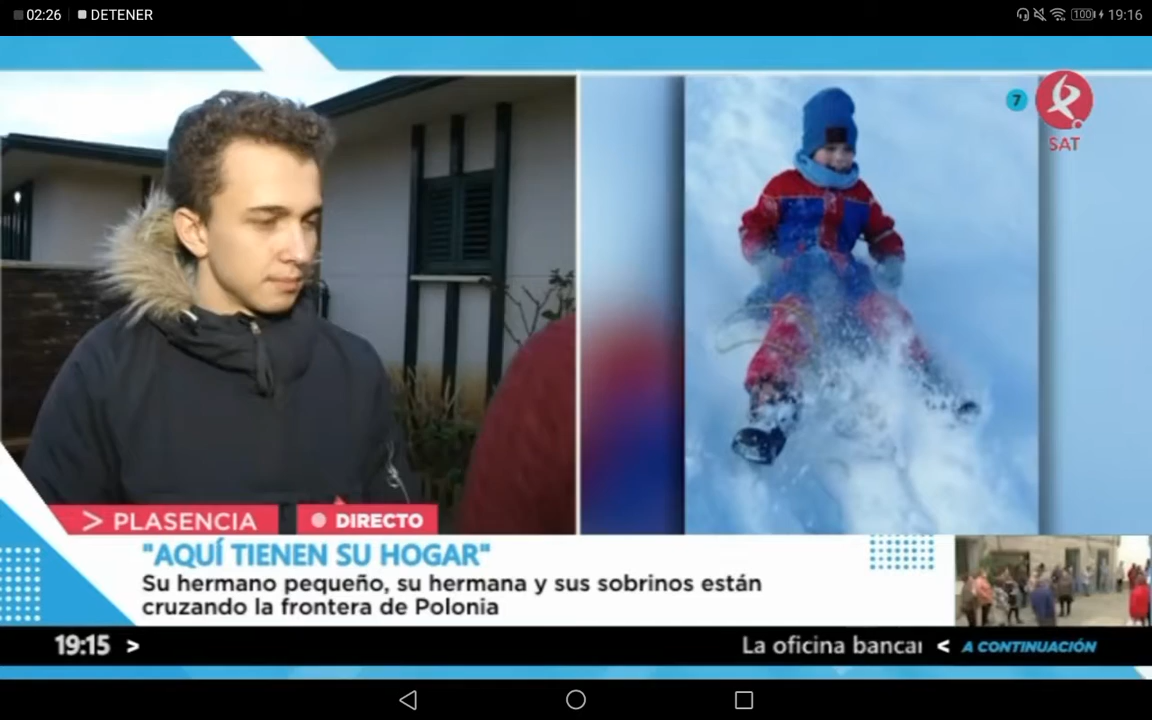 02:26 DETENER 100 19:16
7
SAT
> PLASENCIA DIRECTO
"AQUÍ TIENEN SU HOGAR"
Su hermano pequeño, su hermana y sus sobrinos están
cruzando la frontera de Polonia
19:15 > La oficina bancar < A CONTINUACIÓN